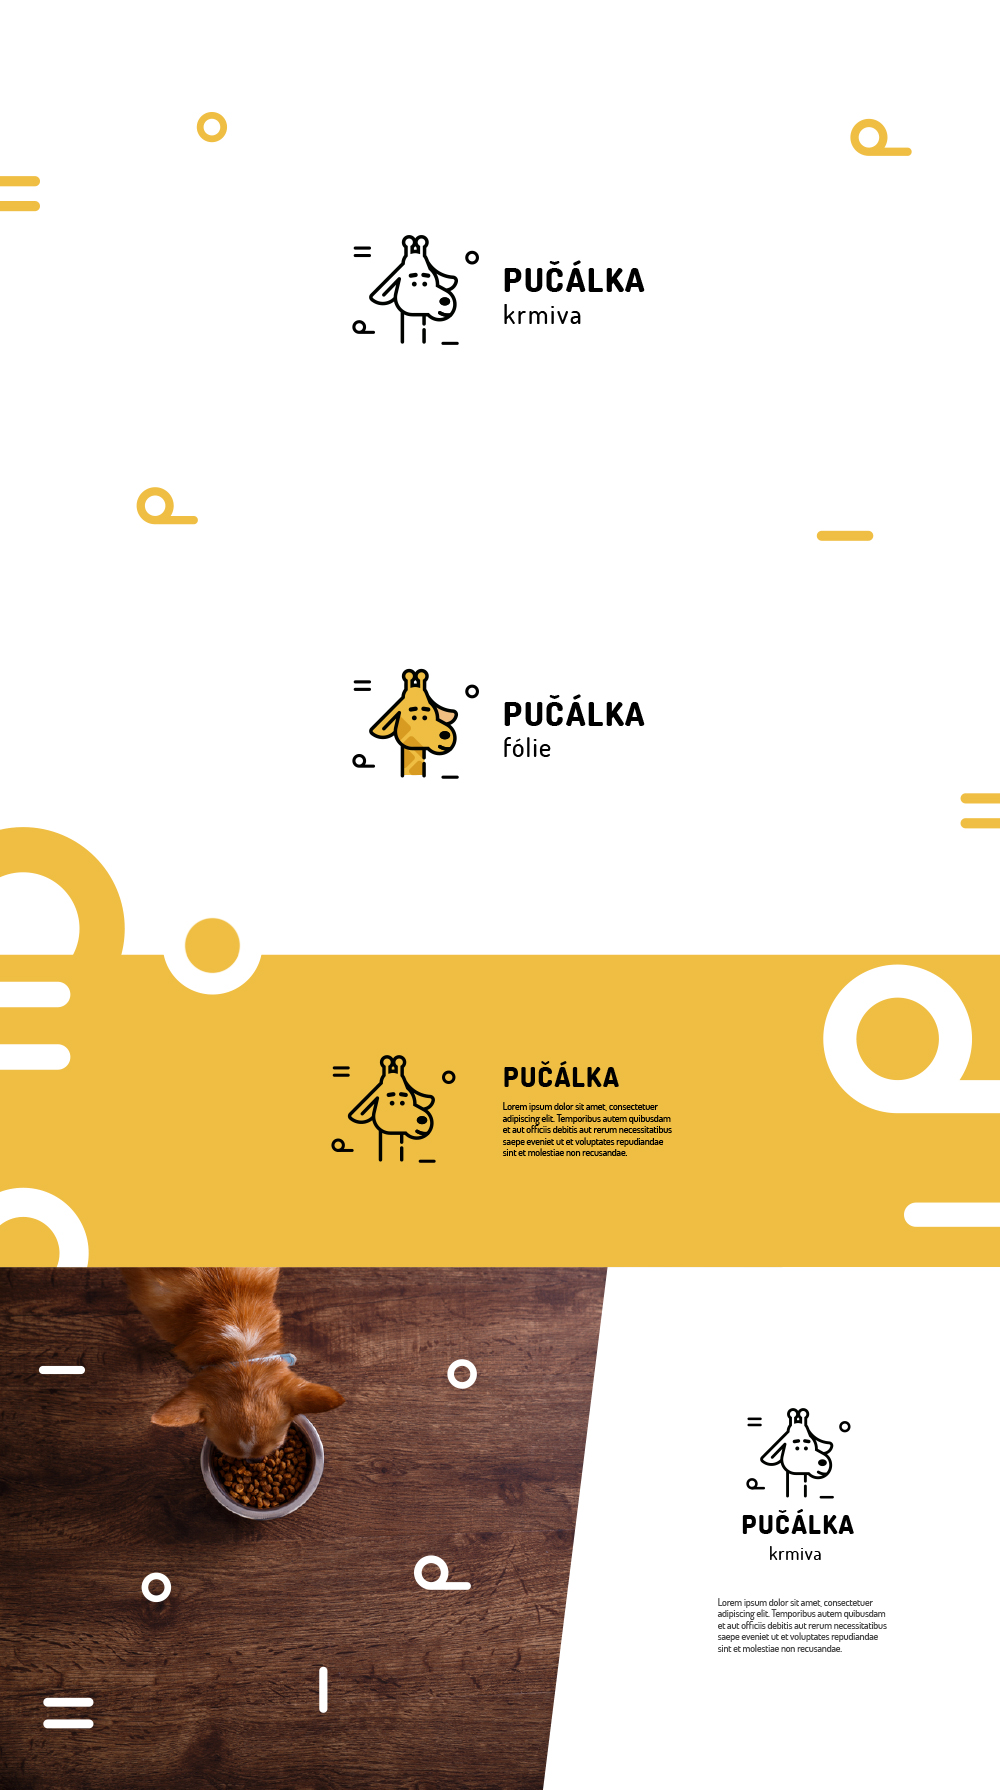 PUČÁLKA
krmiva
PUČÁLKA
fólie
PUČÁLKA
Lorem ipsum dolor sit amet, consectetuer
adipiscing elit. Temporibus autem quibusdam
et aut officiis debitis aut rerum necessitatibus
saepe eveniet ut et voluptates repudiandae
sint et molestiae non recusandae.
PUČÁLKA
krmiva
Lorem ipsum dolor sit amet, consectetuer
adipiscing elit. Temporibus autem quibusdam
et aut officiis debitis aut rerum necessitatibus
saepe eveniet ut et voluptates repudiandae
sint et molestiae non recusandae.